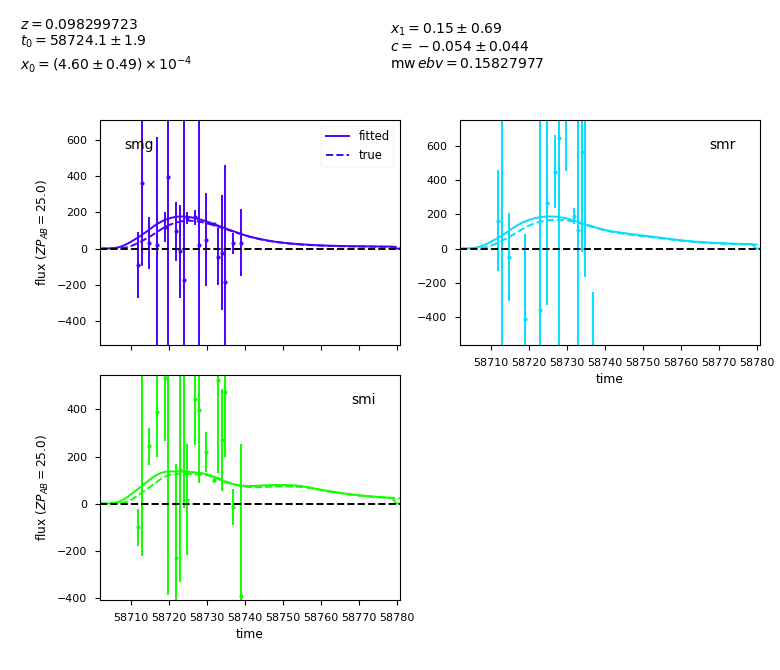 z = 0.098299723
t₀ = 58724.1 ± 1.9
x₀ = (4.60 ± 0.49) × 10⁻⁴
x₁ = 0.15 ± 0.69
c = −0.054 ± 0.044
mw ebv = 0.15827977
smg
fitted
true
600
400
200
0
−200
−400
flux (ZP_AB = 25.0)
smr
600
400
200
0
−200
−400
58710 58720 58730 58740 58750 58760 58770 58780
time
smi
400
200
0
−200
−400
flux (ZP_AB = 25.0)
58710 58720 58730 58740 58750 58760 58770 58780
time